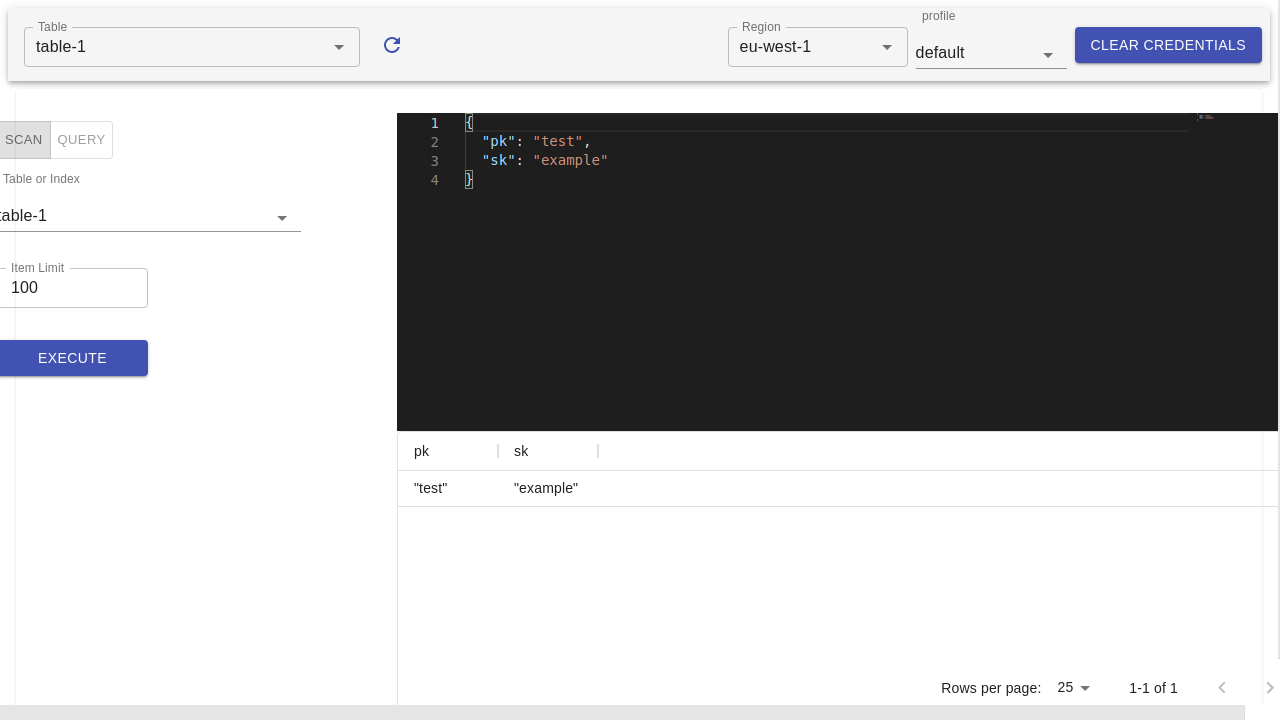 Table
table-1
Region
eu-west-1
profile
default
CLEAR CREDENTIALS
SCAN
QUERY
Table or Index
table-1
Item Limit
100
EXECUTE
1 {
2 "pk": "test",
3 "sk": "example"
4 }
pk sk
"test" "example"
Rows per page: 25 1-1 of 1